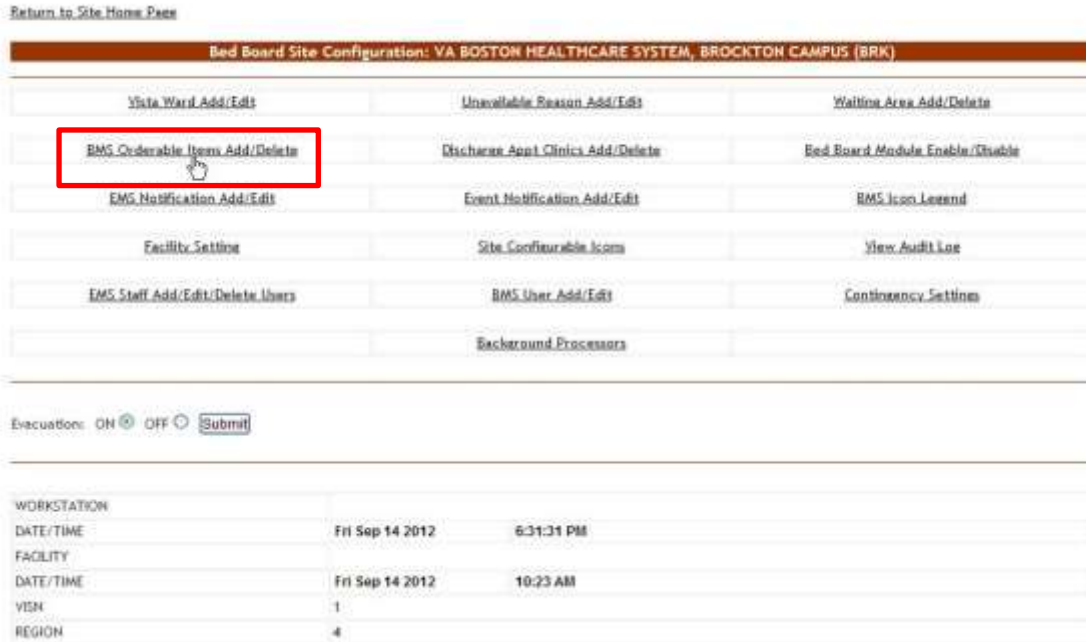 Return to Site Home Page
Bed Board Site Configuration: VA BOSTON HEALTHCARE SYSTEM, BROCKTON CAMPUS (BRK)
Vista Ward Add/Edit Unavailable Reason Add/Edit Waiting Area Add/Delete
BMS Orderable Items Add/Delete Discharge Appt Clinics Add/Delete Bed Board Module Enable/Disable
EMS Notification Add/Edit Event Notification Add/Edit BMS Icon Legend
Facility Setting Site Configurable Icons View Audit Log
EMS Staff Add/Edit/Delete Users BMS User Add/Edit Contingency Settings
Background Processors
Evacuation: ON OFF Submit
WORKSTATION
DATE/TIME Fri Sep 14 2012 6:31:31 PM
FACILITY
DATE/TIME Fri Sep 14 2012 10:23 AM
VISN 1
REGION 4